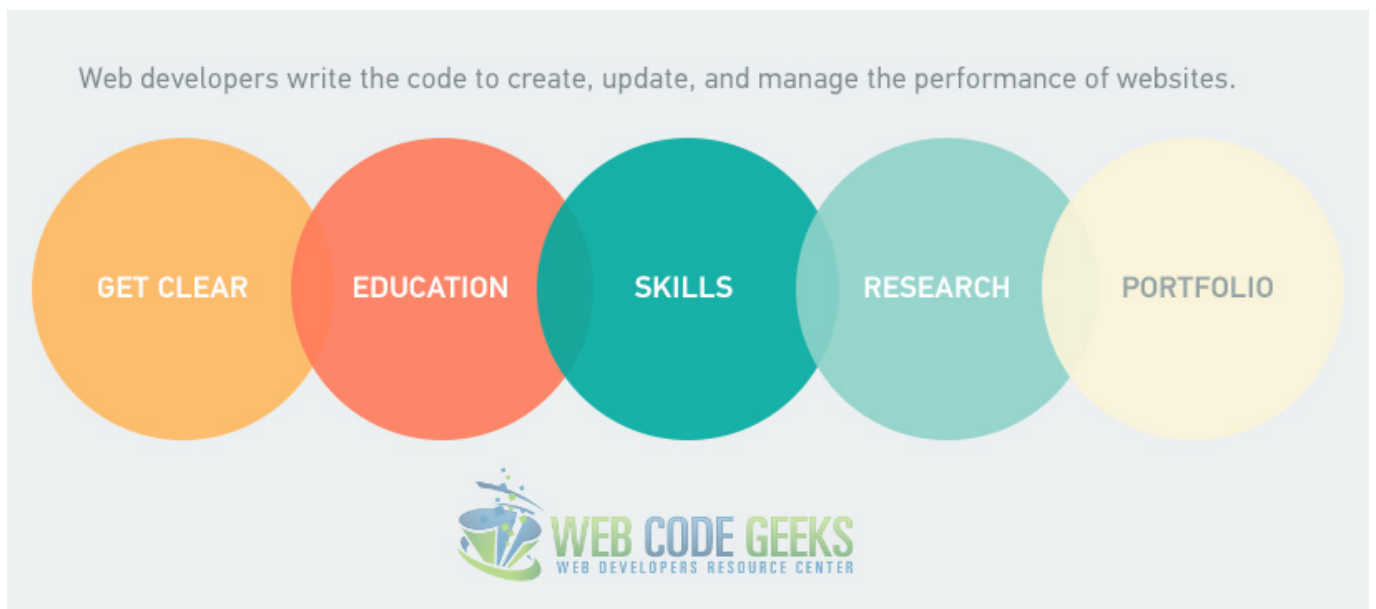 Web developers write the code to create, update, and manage the performance of websites.
GET CLEAR
EDUCATION
SKILLS
RESEARCH
PORTFOLIO
WEB CODE GEEKS
WEB DEVELOPERS RESOURCE CENTER